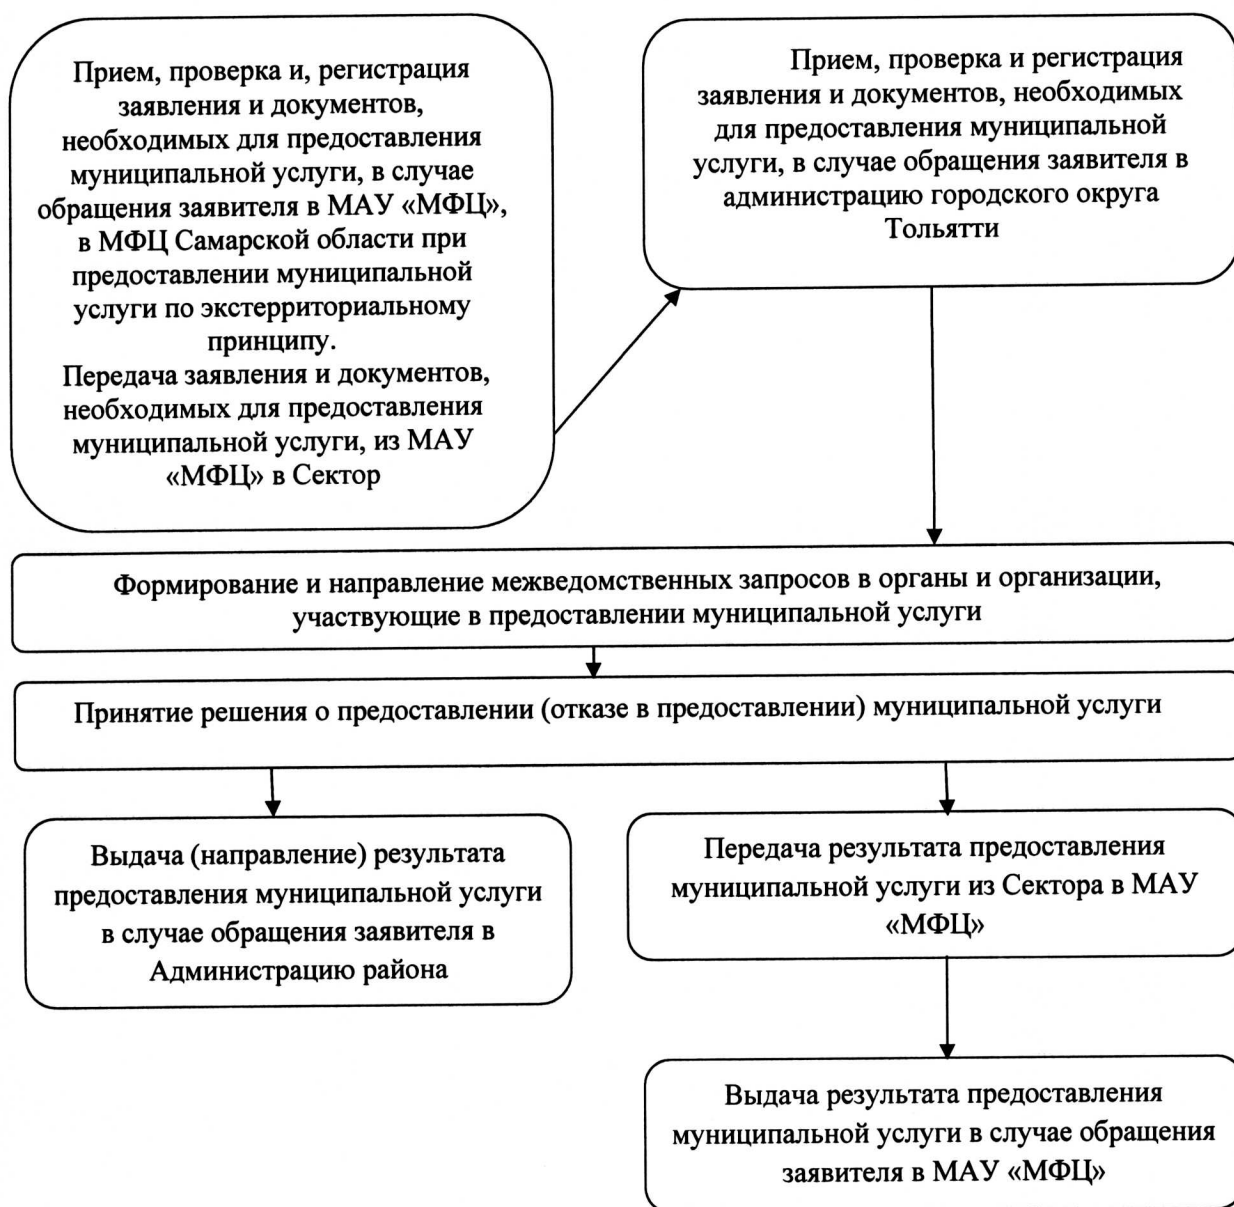 Прием, проверка и, регистрация
заявления и документов,
необходимых для предоставления
муниципальной услуги, в случае
обращения заявителя в МАУ «МФЦ»,
в МФЦ Самарской области при
предоставлении муниципальной
услуги по экстерриториальному
принципу.
Передача заявления и документов,
необходимых для предоставления
муниципальной услуги, из МАУ
«МФЦ» в Сектор
Прием, проверка и регистрация
заявления и документов, необходимых
для предоставления муниципальной
услуги, в случае обращения заявителя в
администрацию городского округа
Тольятти
Формирование и направление межведомственных запросов в органы и организации,
участвующие в предоставлении муниципальной услуги
Принятие решения о предоставлении (отказе в предоставлении) муниципальной услуги
Выдача (направление) результата
предоставления муниципальной услуги
в случае обращения заявителя в
Администрацию района
Передача результата предоставления
муниципальной услуги из Сектора в МАУ
«МФЦ»
Выдача результата предоставления
муниципальной услуги в случае обращения
заявителя в МАУ «МФЦ»